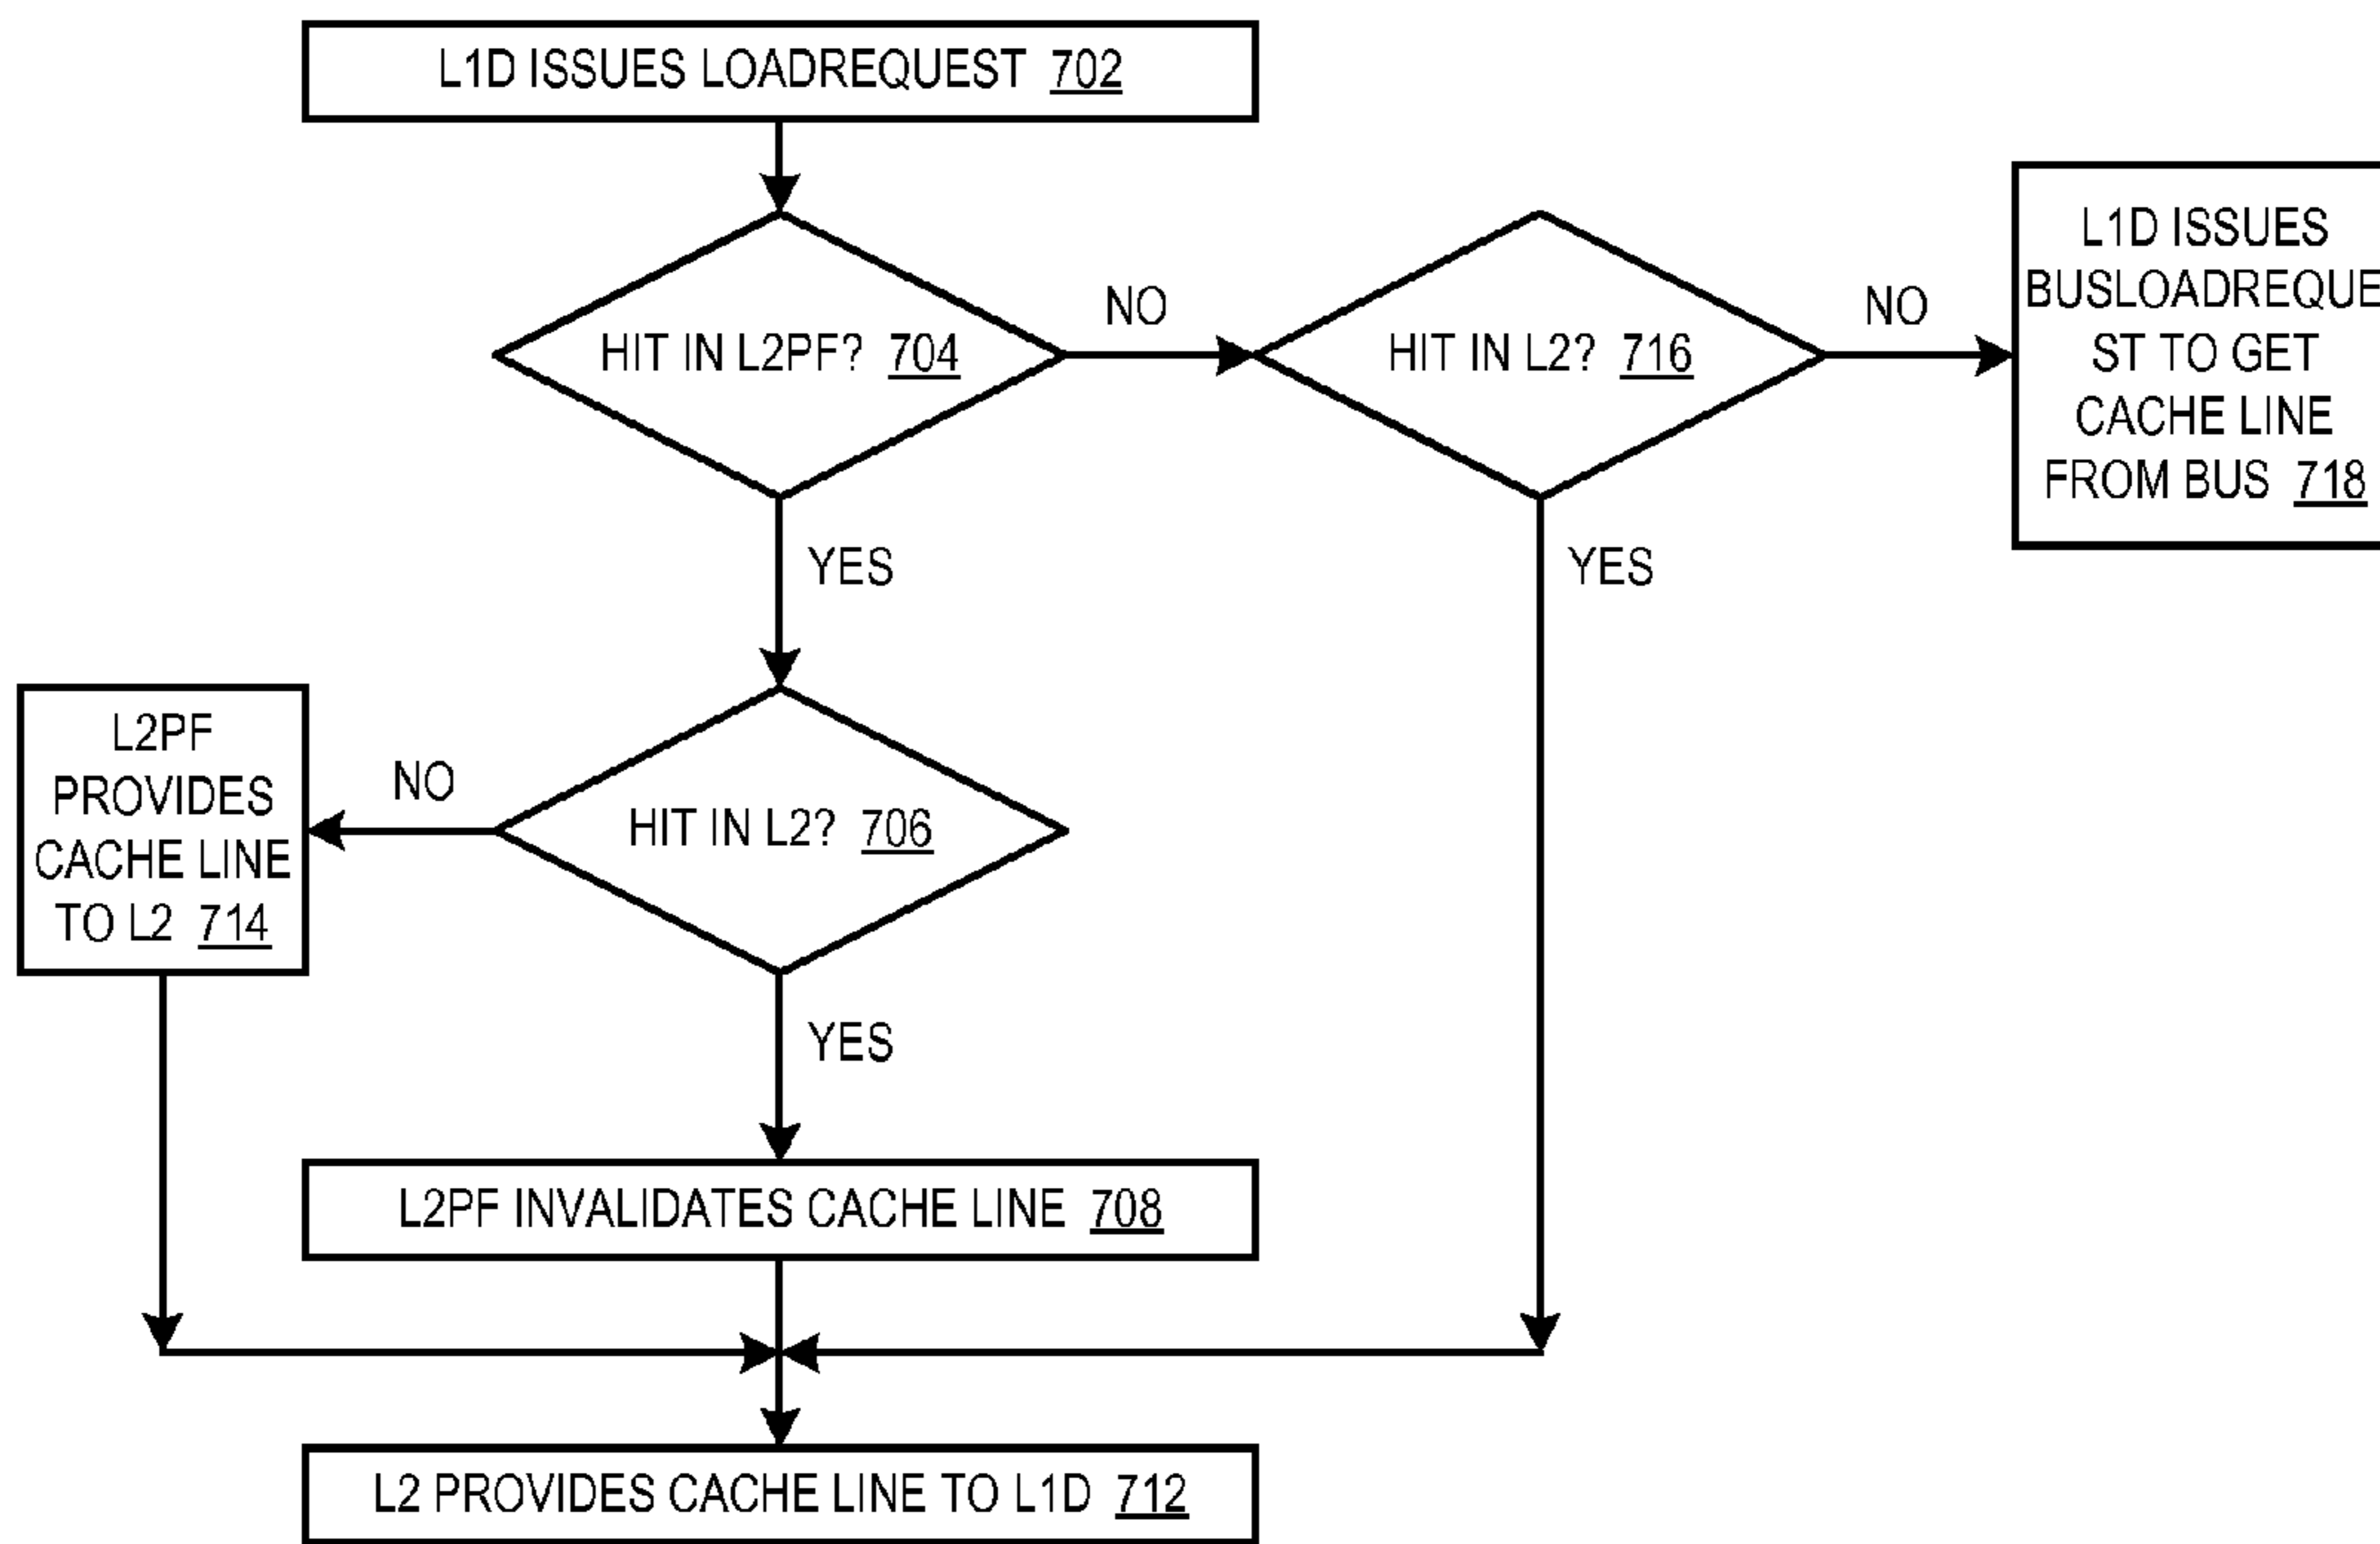 L1D ISSUES LOADREQUEST 702
HIT IN L2PF? 704
NO
HIT IN L2? 716
NO
L1D ISSUES
BUSLOADREQUE
ST TO GET
CACHE LINE
FROM BUS 718
YES
YES
L2PF
PROVIDES
CACHE LINE
TO L2 714
NO
HIT IN L2? 706
YES
L2PF INVALIDATES CACHE LINE 708
L2 PROVIDES CACHE LINE TO L1D 712